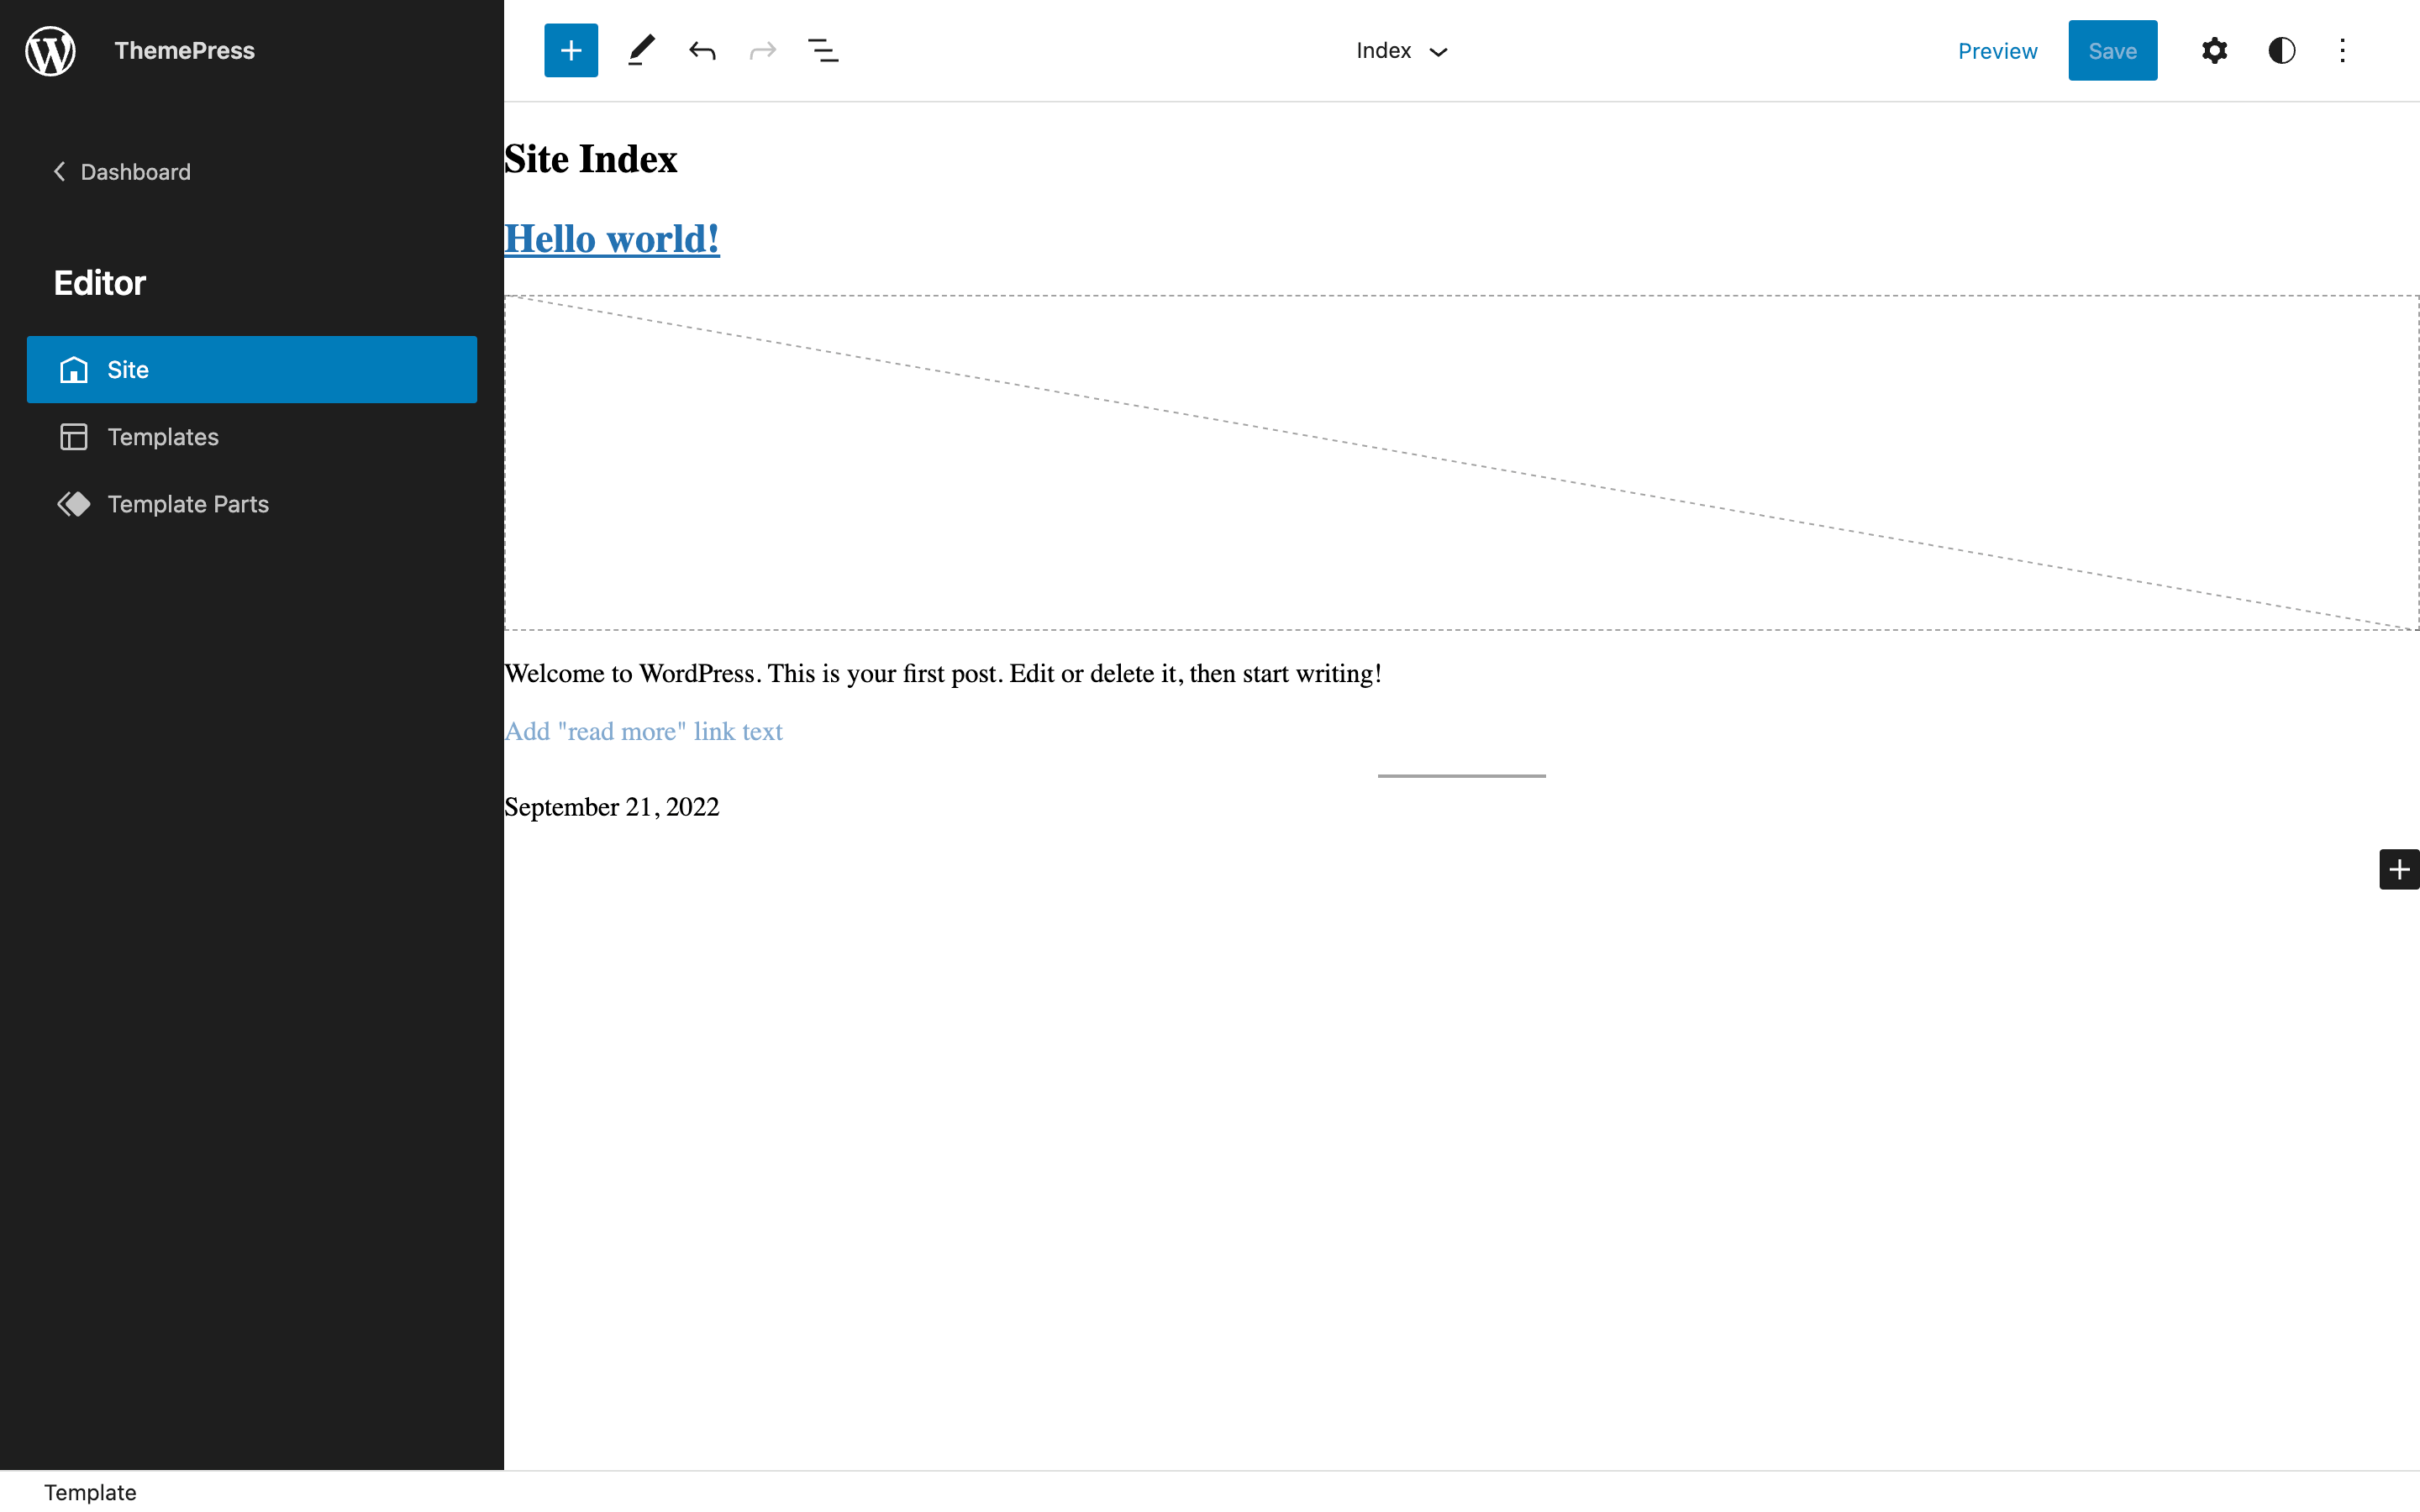 ThemePress
Index
Preview
Save
Dashboard
Editor
Site
Templates
Template Parts
Site Index
Hello world!
Welcome to WordPress. This is your first post. Edit or delete it, then start writing!
Add "read more" link text
September 21, 2022
Template